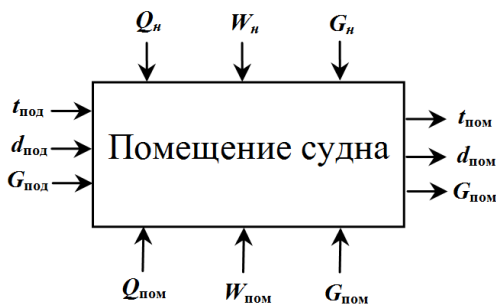 Qн Wн Gн
tпод
tпом
dпод
Помещение судна
dпом
Gпод
Gпом
Qпом Wпом Gпом